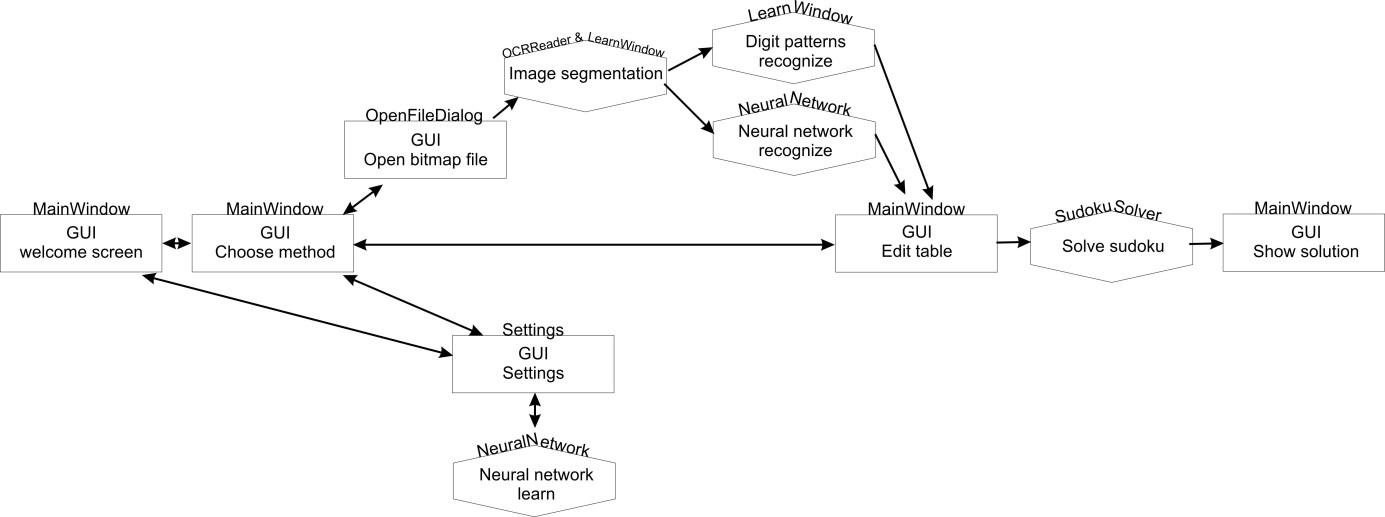 LearnWindow
Digit patterns
recognize
OCRReader & LearnWindow
Image segmentation
NeuralNetwork
Neural network
recognize
OpenFileDialog
GUI
Open bitmap file
MainWindow
GUI
welcome screen
MainWindow
GUI
Choose method
MainWindow
GUI
Edit table
SudokuSolver
Solve sudoku
MainWindow
GUI
Show solution
Settings
GUI
Settings
NeuralNetwork
Neural network
learn